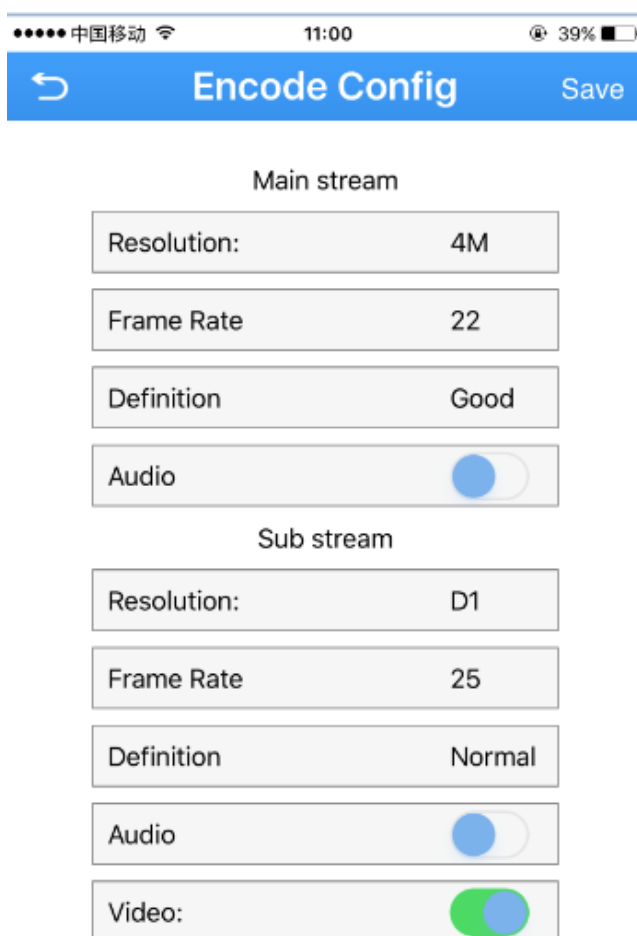 中国移动 11:00 39%
Encode Config Save
Main stream
Resolution: 4M
Frame Rate 22
Definition Good
Audio
Sub stream
Resolution: D1
Frame Rate 25
Definition Normal
Audio
Video: